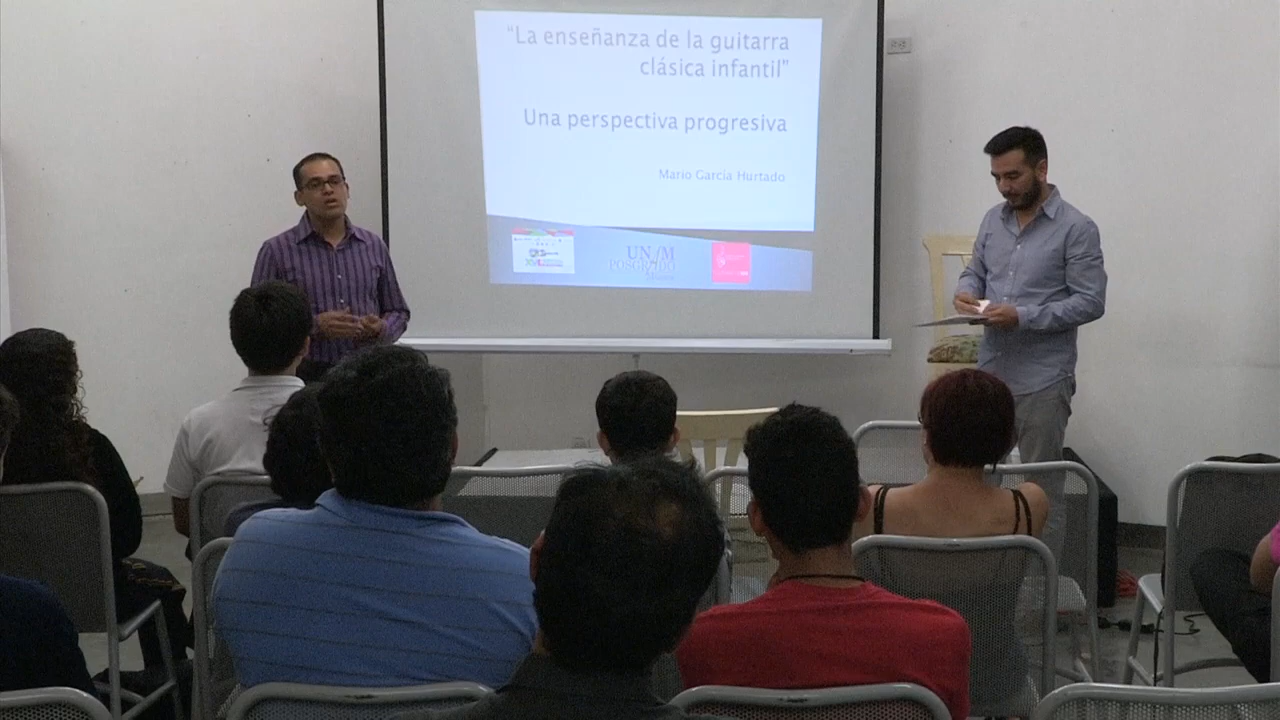 “La enseñanza de la guitarra
clásica infantil”
Una perspectiva progresiva
Mario García Hurtado
UNAM
POSGRADO